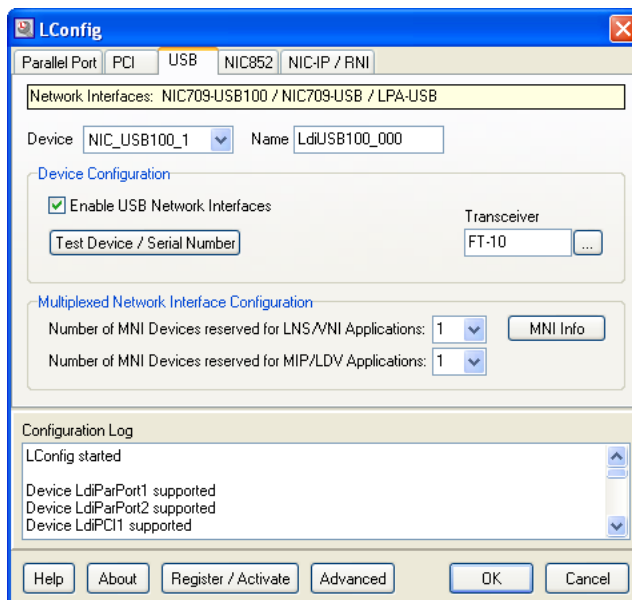 LConfig
Parallel Port PCI USB NIC852 NIC-IP / RNI
Network Interfaces: NIC709-USB100 / NIC709-USB / LPA-USB
Device NIC_USB100_1 Name LdiUSB100_000
Device Configuration
Enable USB Network Interfaces
Transceiver
Test Device / Serial Number FT-10 ...
Multiplexed Network Interface Configuration
Number of MNI Devices reserved for LNS/VNI Applications: 1 MNI Info
Number of MNI Devices reserved for MIP/LDV Applications: 1
Configuration Log
LConfig started
Device LdiParPort1 supported
Device LdiParPort2 supported
Device LdiPCI1 supported
Help About Register / Activate Advanced OK Cancel